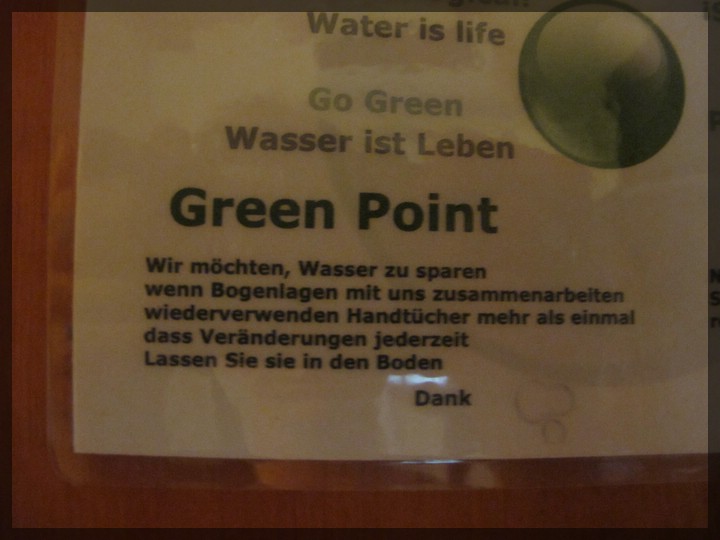 Water is life
Go Green
Wasser ist Leben
Green Point
Wir möchten, Wasser zu sparen
wenn Bogenlagen mit uns zusammenarbeiten
wiederverwenden Handtücher mehr als einmal
dass Veränderungen jederzeit
Lassen Sie sie in den Boden
Dank